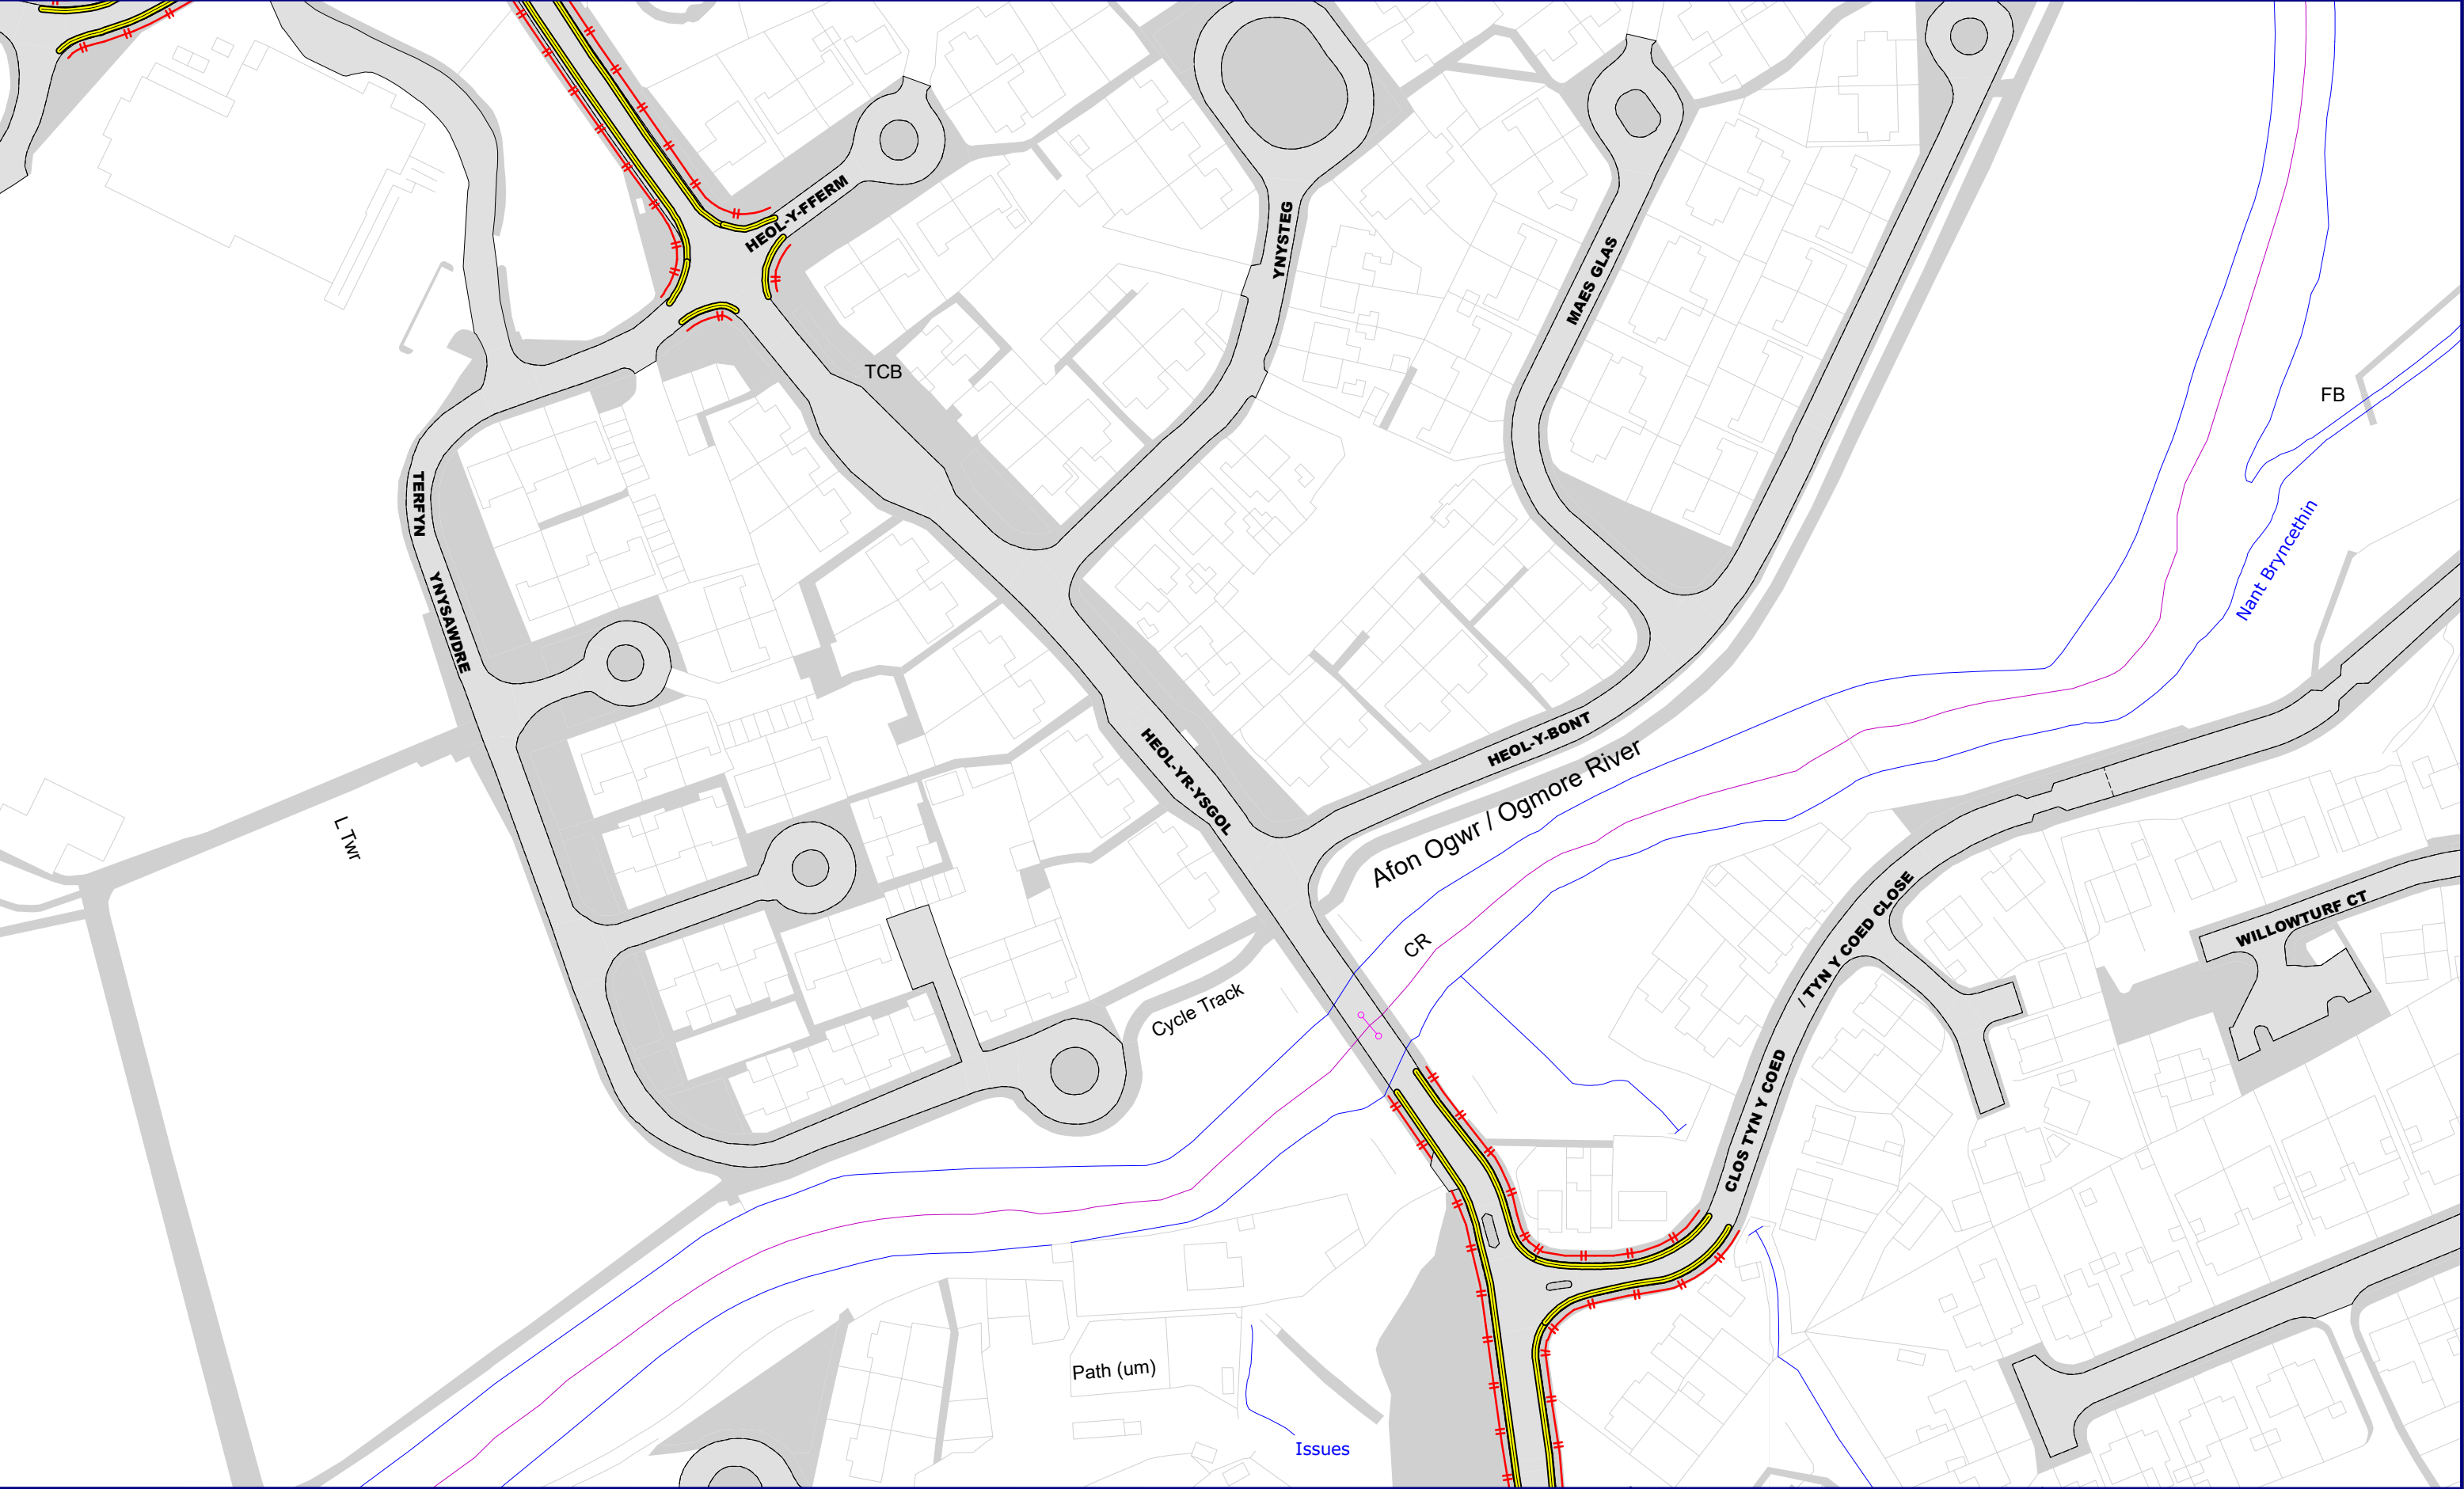 HEOL-Y-FFERM
YNYSTEG
MAES GLAS
TCB
FB
TERFYN
YNYSAWDRE
Nant Bryncethin
HEOL-YR-YSGOL
HEOL-Y-BONT
Afon Ogwr / Ogmore River
L Twr
CR
Cycle Track
/ TYN Y COED CLOSE
CLOS TYN Y COED
WILLOWTURF CT
Path (um)
Issues